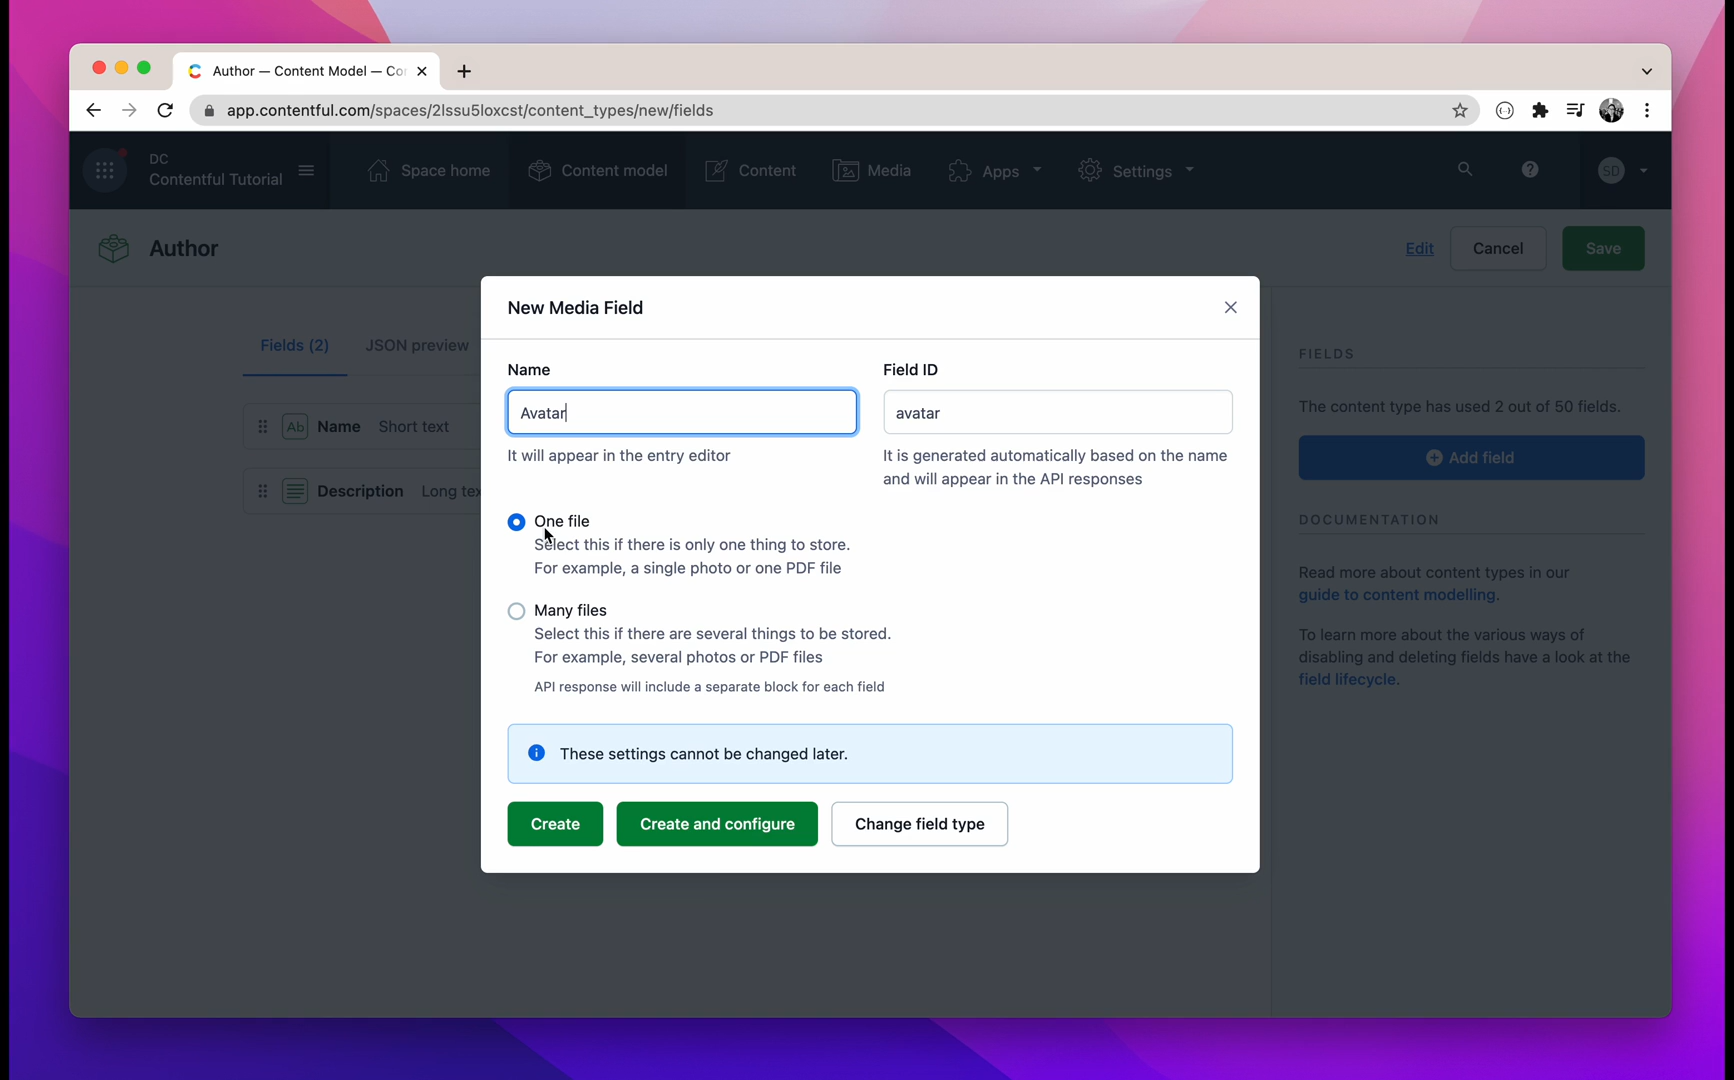 Author — Content Model — Co
app.contentful.com/spaces/2lssu5loxcst/content_types/new/fields
DC
Contentful Tutorial
Space home
Content model
Content
Media
Apps
Settings
SD
Author
Edit
Cancel
Save
Fields (2)
JSON preview
Ab Name Short text
Description Long tex
New Media Field
Name
Avatar
It will appear in the entry editor
Field ID
avatar
It is generated automatically based on the name
and will appear in the API responses
One file
Select this if there is only one thing to store.
For example, a single photo or one PDF file
Many files
Select this if there are several things to be stored.
For example, several photos or PDF files
API response will include a separate block for each field
These settings cannot be changed later.
Create
Create and configure
Change field type
FIELDS
The content type has used 2 out of 50 fields.
Add field
DOCUMENTATION
Read more about content types in our
guide to content modelling.
To learn more about the various ways of
disabling and deleting fields have a look at the
field lifecycle.